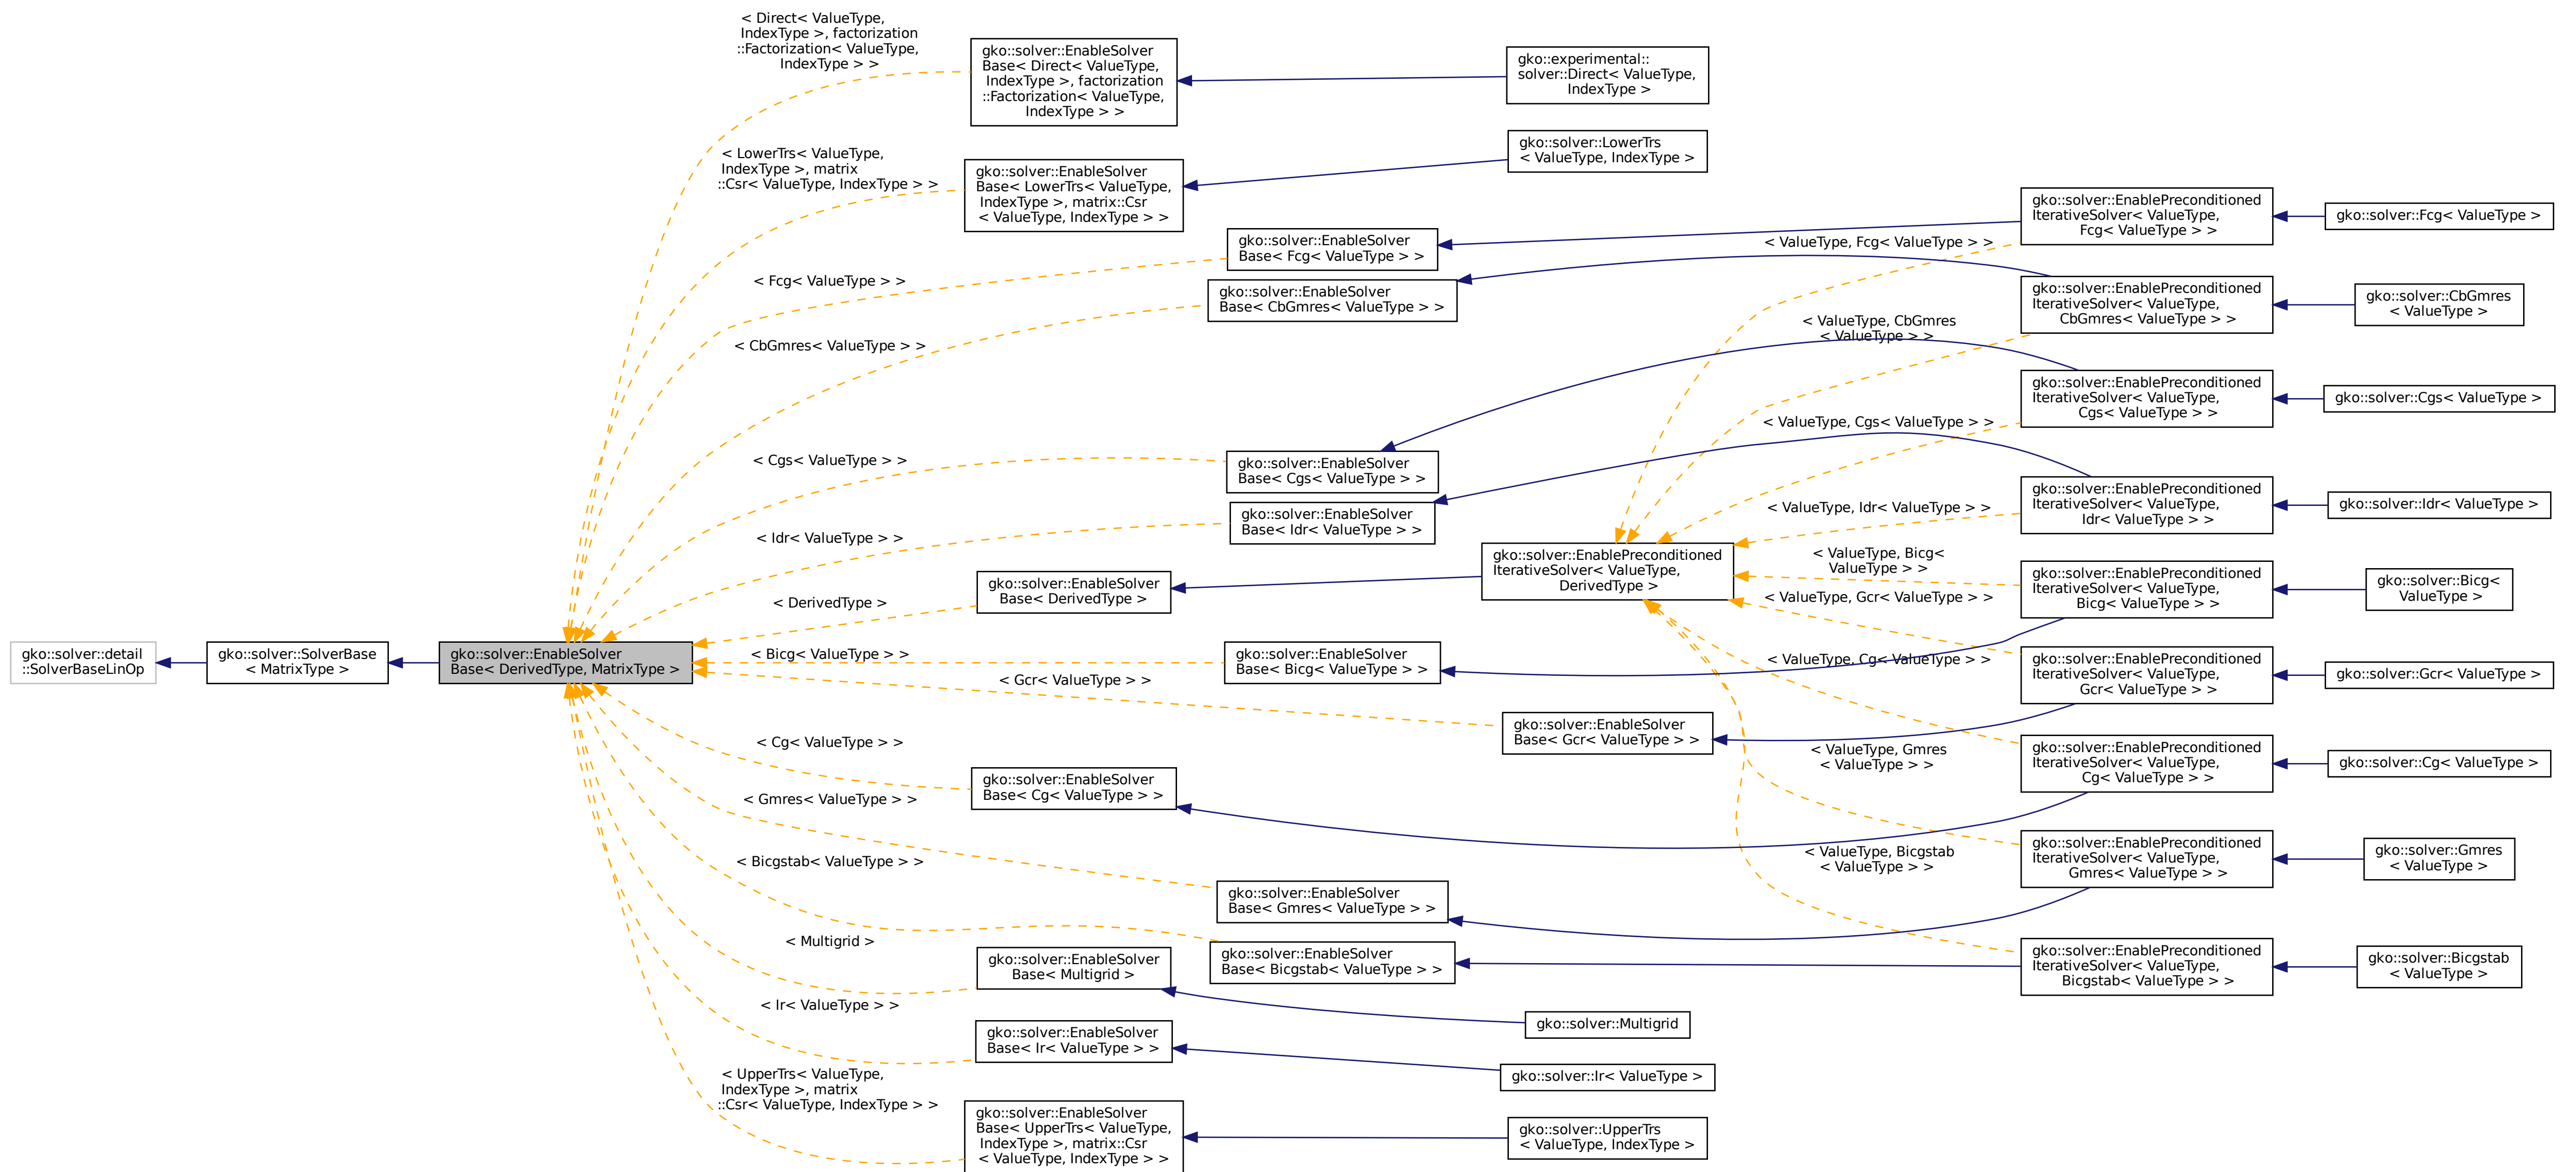 gko::solver::detail
::SolverBaseLinOp
gko::solver::SolverBase
< MatrixType >
gko::solver::EnableSolver
Base< DerivedType, MatrixType >
< Direct< ValueType,
IndexType >, factorization
::Factorization< ValueType,
IndexType > >
< LowerTrs< ValueType,
IndexType >, matrix
::Csr< ValueType, IndexType > >
< Fcg< ValueType > >
< CbGmres< ValueType > >
< Cgs< ValueType > >
< Idr< ValueType > >
< DerivedType >
< Bicg< ValueType > >
< Gcr< ValueType > >
< Cg< ValueType > >
< Gmres< ValueType > >
< Bicgstab< ValueType > >
< Multigrid >
< Ir< ValueType > >
< UpperTrs< ValueType,
IndexType >, matrix
::Csr< ValueType, IndexType > >
gko::solver::EnableSolver
Base< Direct< ValueType,
IndexType >, factorization
::Factorization< ValueType,
IndexType > >
gko::solver::EnableSolver
Base< LowerTrs< ValueType,
IndexType >, matrix::Csr
< ValueType, IndexType > >
gko::solver::EnableSolver
Base< Fcg< ValueType > >
gko::solver::EnableSolver
Base< CbGmres< ValueType > >
gko::solver::EnableSolver
Base< Cgs< ValueType > >
gko::solver::EnableSolver
Base< Idr< ValueType > >
gko::solver::EnableSolver
Base< DerivedType >
gko::solver::EnableSolver
Base< Bicg< ValueType > >
gko::solver::EnableSolver
Base< Gcr< ValueType > >
gko::solver::EnableSolver
Base< Cg< ValueType > >
gko::solver::EnableSolver
Base< Gmres< ValueType > >
gko::solver::EnableSolver
Base< Bicgstab< ValueType > >
gko::solver::EnableSolver
Base< Multigrid >
gko::solver::EnableSolver
Base< Ir< ValueType > >
gko::solver::EnableSolver
Base< UpperTrs< ValueType,
IndexType >, matrix::Csr
< ValueType, IndexType > >
gko::experimental::
solver::Direct< ValueType,
IndexType >
gko::solver::LowerTrs
< ValueType, IndexType >
gko::solver::EnablePreconditioned
IterativeSolver< ValueType,
DerivedType >
gko::solver::Multigrid
gko::solver::Ir< ValueType >
gko::solver::UpperTrs
< ValueType, IndexType >
< ValueType, Fcg< ValueType > >
< ValueType, CbGmres
< ValueType > >
< ValueType, Cgs< ValueType > >
< ValueType, Idr< ValueType > >
< ValueType, Bicg<
ValueType > >
< ValueType, Gcr< ValueType > >
< ValueType, Cg< ValueType > >
< ValueType, Gmres
< ValueType > >
< ValueType, Bicgstab
< ValueType > >
gko::solver::EnablePreconditioned
IterativeSolver< ValueType,
Fcg< ValueType > >
gko::solver::EnablePreconditioned
IterativeSolver< ValueType,
CbGmres< ValueType > >
gko::solver::EnablePreconditioned
IterativeSolver< ValueType,
Cgs< ValueType > >
gko::solver::EnablePreconditioned
IterativeSolver< ValueType,
Idr< ValueType > >
gko::solver::EnablePreconditioned
IterativeSolver< ValueType,
Bicg< ValueType > >
gko::solver::EnablePreconditioned
IterativeSolver< ValueType,
Gcr< ValueType > >
gko::solver::EnablePreconditioned
IterativeSolver< ValueType,
Cg< ValueType > >
gko::solver::EnablePreconditioned
IterativeSolver< ValueType,
Gmres< ValueType > >
gko::solver::EnablePreconditioned
IterativeSolver< ValueType,
Bicgstab< ValueType > >
gko::solver::Fcg< ValueType >
gko::solver::CbGmres
< ValueType >
gko::solver::Cgs< ValueType >
gko::solver::Idr< ValueType >
gko::solver::Bicg<
ValueType >
gko::solver::Gcr< ValueType >
gko::solver::Cg< ValueType >
gko::solver::Gmres
< ValueType >
gko::solver::Bicgstab
< ValueType >